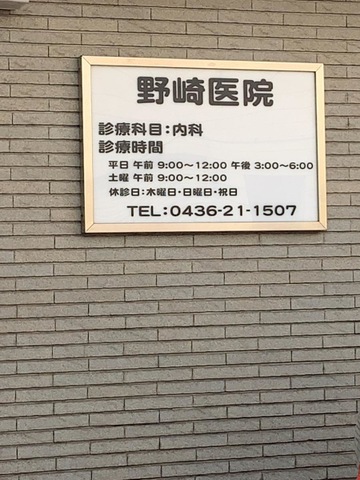 野崎医院
診療科目:内科
診療時間
平日 午前 9:00～12:00 午後 3:00～6:00
土曜 午前 9:00～12:00
休診日:木曜日・日曜日・祝日
TEL:0436-21-1507